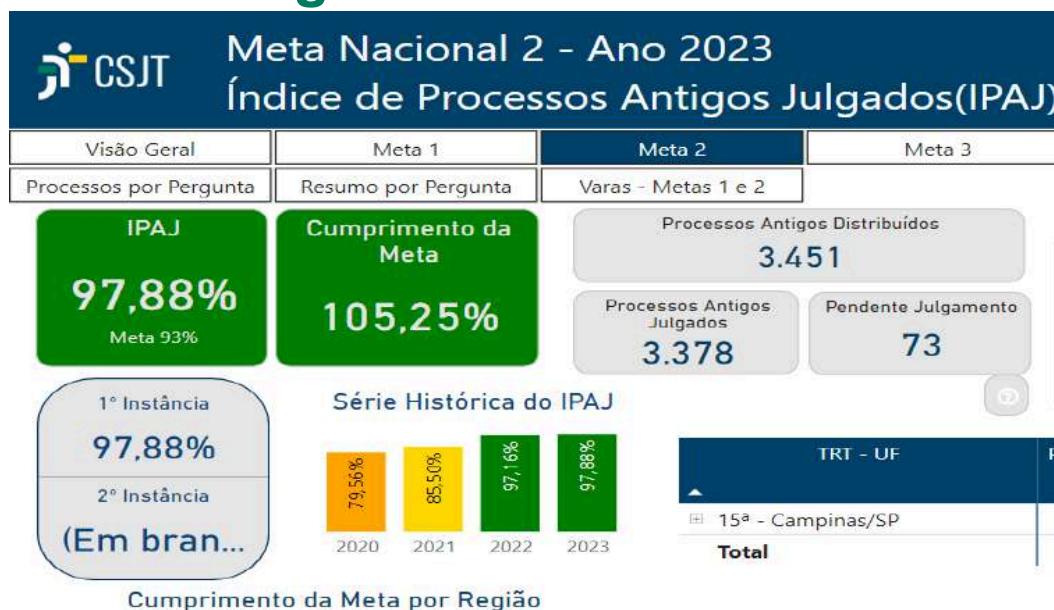 CSJT
Meta Nacional 2 - Ano 2023
Índice de Processos Antigos Julgados(IPAJ)
Visão Geral
Meta 1
Meta 2
Meta 3
Processos por Pergunta
Resumo por Pergunta
Varas - Metas 1 e 2
IPAJ
97,88%
Meta 93%
Cumprimento da
Meta
105,25%
Processos Antigos Distribuídos
3.451
Processos Antigos
Julgados
3.378
Pendente Julgamento
73
1° Instância
97,88%
2° Instância
(Em bran...
Série Histórica do IPAJ
79,56%
85,50%
97,16%
97,88%
2020
2021
2022
2023
TRT - UF
15ª - Campinas/SP
Total
Cumprimento da Meta por Região